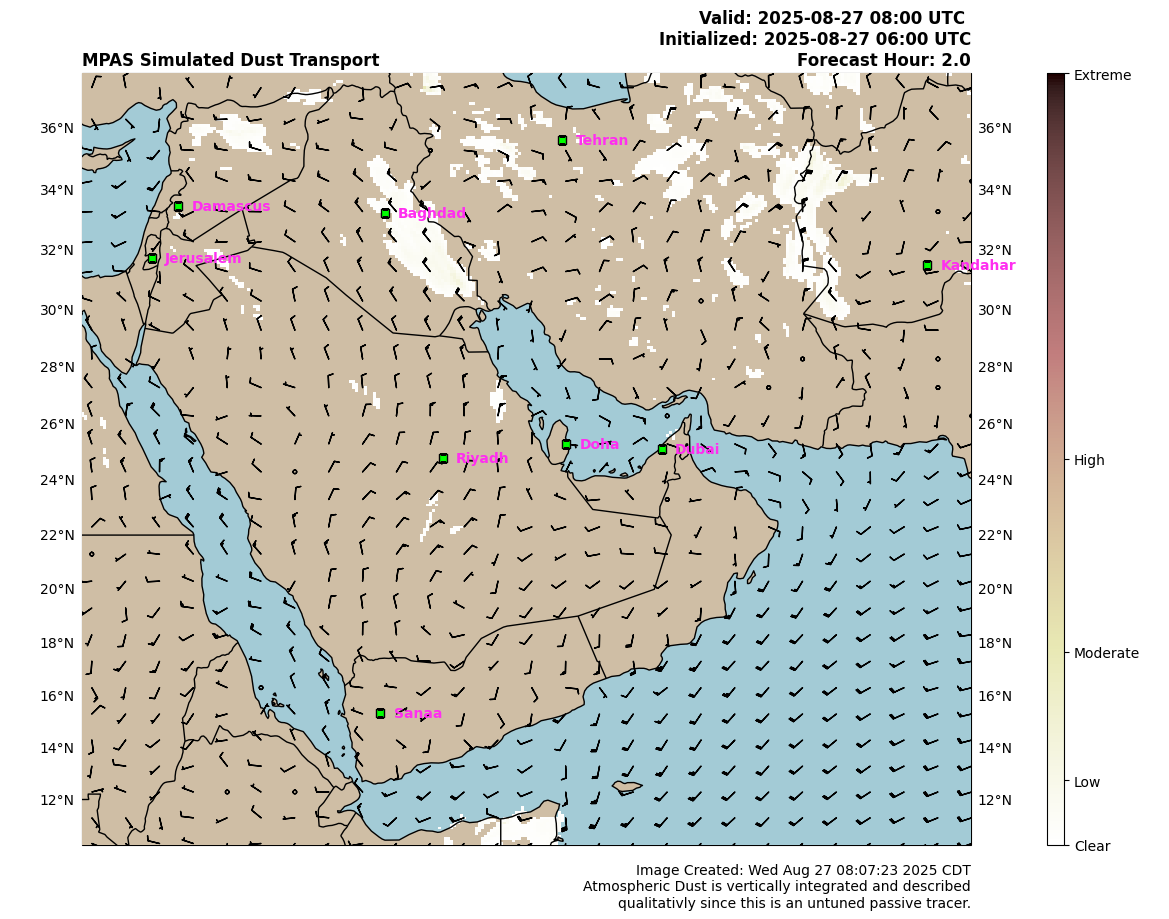 Valid: 2025-08-27 08:00 UTC
Initialized: 2025-08-27 06:00 UTC
MPAS Simulated Dust Transport
Forecast Hour: 2.0
Extreme
36°N
36°N
Tehran
34°N
34°N
Damascus
Baghdad
32°N
32°N
Jerusalem
Kandahar
30°N
30°N
28°N
28°N
26°N
26°N
Doha
Dubai
Riyadh
High
24°N
24°N
22°N
22°N
20°N
20°N
18°N
18°N
Moderate
16°N
16°N
Sanaa
14°N
14°N
Low
12°N
12°N
Clear
Image Created: Wed Aug 27 08:07:23 2025 CDT
Atmospheric Dust is vertically integrated and described
qualitativly since this is an untuned passive tracer.